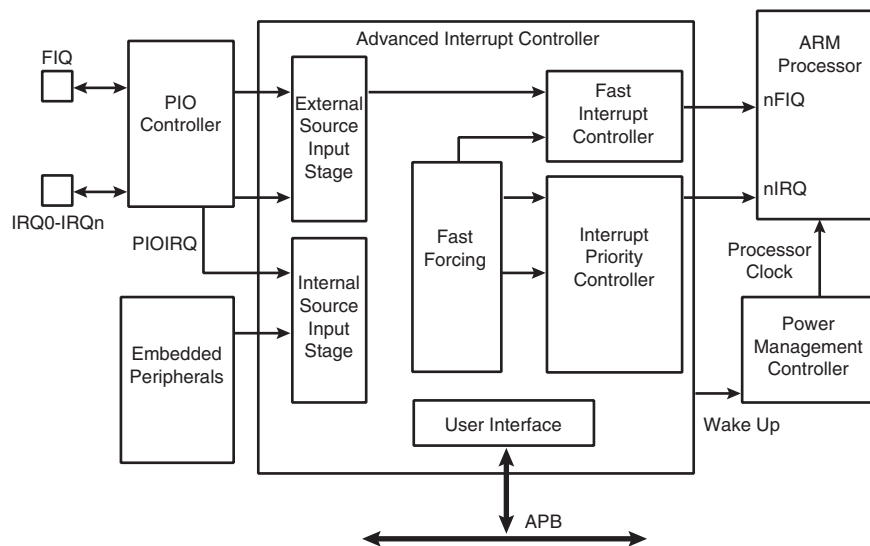 FIQ
IRQ0-IRQn
PIO
Controller
PIOIRQ
Embedded
Peripherals
Advanced Interrupt Controller
External
Source
Input
Stage
Internal
Source
Input
Stage
Fast
Forcing
Fast
Interrupt
Controller
Interrupt
Priority
Controller
User Interface
APB
ARM
Processor
nFIQ
nIRQ
Processor
Clock
Power
Management
Controller
Wake Up